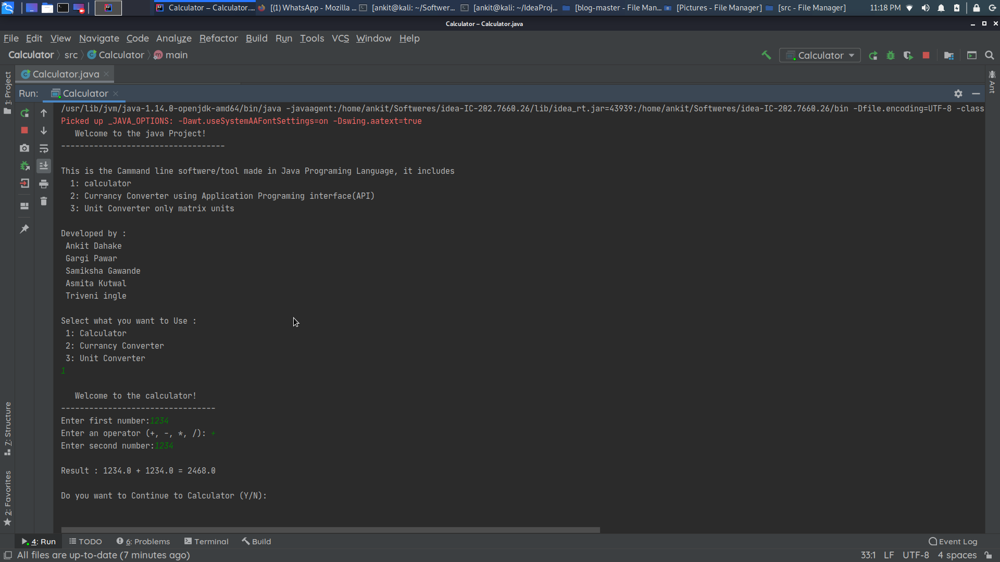 Calculator – Calculator....
[(1) WhatsApp - Mozilla ...
[ankit@kali: ~/Softwer...
[ankit@kali: ~/IdeaProj...
[blog-master - File Man...
[Pictures - File Manager]
[src - File Manager]
11:18 PM
Calculator – Calculator.java
File Edit View Navigate Code Analyze Refactor Build Run Tools VCS Window Help
Calculator src Calculator main
Calculator
Calculator.java
1: Project
Ant
Run: Calculator
/usr/lib/jvm/java-1.14.0-openjdk-amd64/bin/java -javaagent:/home/ankit/Softweres/idea-IC-202.7660.26/lib/idea_rt.jar=43939:/home/ankit/Softweres/idea-IC-202.7660.26/bin -Dfile.encoding=UTF-8 -class
Picked up _JAVA_OPTIONS: -Dawt.useSystemAAFontSettings=on -Dswing.aatext=true
Welcome to the java Project!
-----------------------------------
This is the Cammand line softwere/tool made in Java Programing Language, it includes
1: calculator
2: Currancy Converter using Application Programing interface(API)
3: Unit Converter only matrix units
Developed by :
Ankit Dahake
Gargi Pawar
Samiksha Gawande
Asmita Kutwal
Triveni ingle
Select what you want to Use :
1: Calculator
2: Currancy Converter
3: Unit Converter
1
Welcome to the calculator!
---------------------------------
Enter first number:1234
Enter an operator (+, -, *, /): +
Enter second number:1234
Result : 1234.0 + 1234.0 = 2468.0
Do you want to Continue to Calculator (Y/N):
7: Structure
2: Favorites
4: Run TODO 6: Problems Terminal Build Event Log
All files are up-to-date (7 minutes ago) 33:1 LF UTF-8 4 spaces